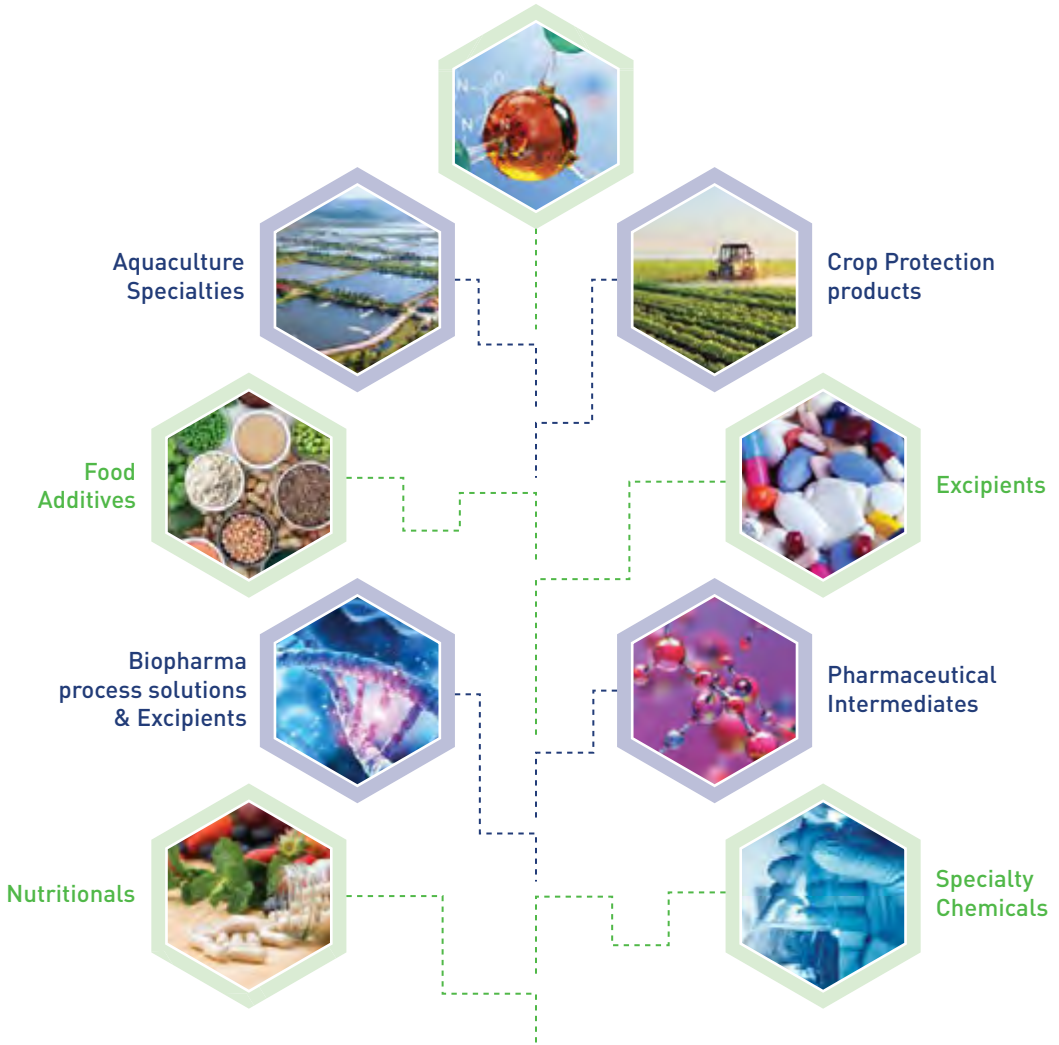 N
O
N
N
Aquaculture
Specialties
Crop Protection
products
Food
Additives
Excipients
Biopharma
process solutions
& Excipients
Pharmaceutical
Intermediates
Nutritionals
Specialty
Chemicals